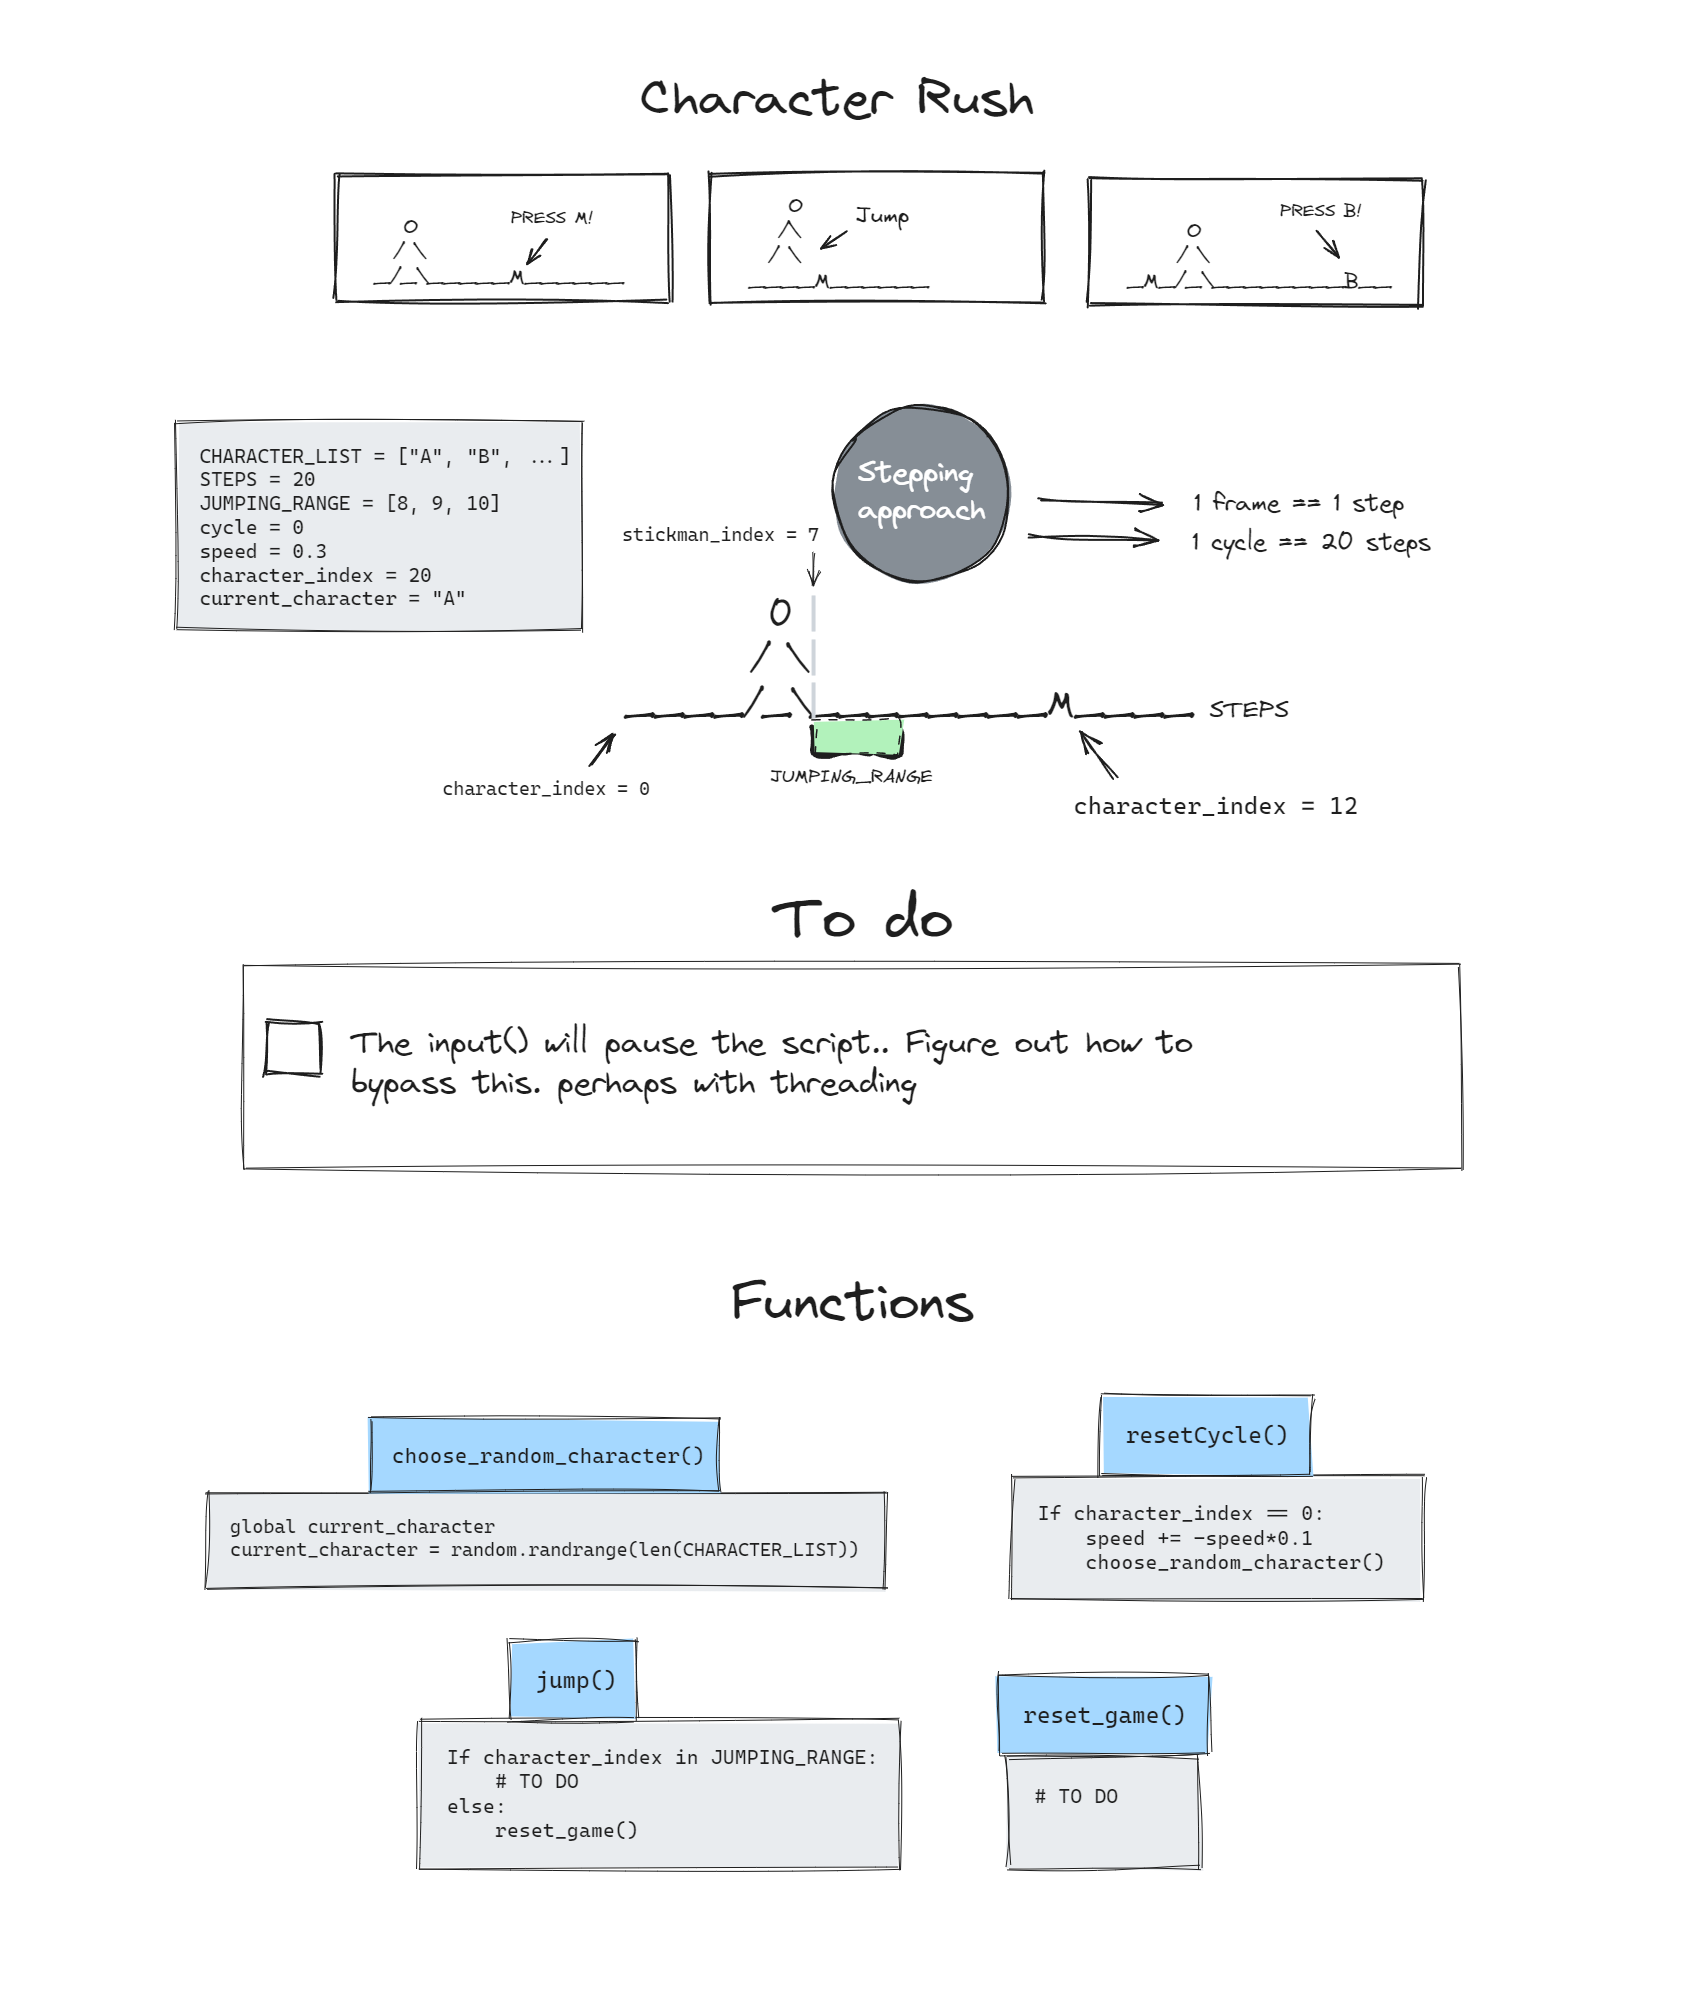 Character Rush
PRESS M!
M
Jump
M
PRESS B!
M
B
CHARACTER_LIST = ["A", "B", ...]
STEPS = 20
JUMPING_RANGE = [8, 9, 10]
cycle = 0
speed = 0.3
character_index = 20
current_character = "A"
Stepping
approach
1 frame == 1 step
1 cycle == 20 steps
stickman_index = 7
M
STEPS
JUMPING_RANGE
character_index = 0
character_index = 12
To do
The input() will pause the script.. Figure out how to
bypass this. perhaps with threading
Functions
choose_random_character()
global current_character
current_character = random.randrange(len(CHARACTER_LIST))
resetCycle()
If character_index == 0:
speed += -speed*0.1
choose_random_character()
jump()
If character_index in JUMPING_RANGE:
# TO DO
else:
reset_game()
reset_game()
# TO DO